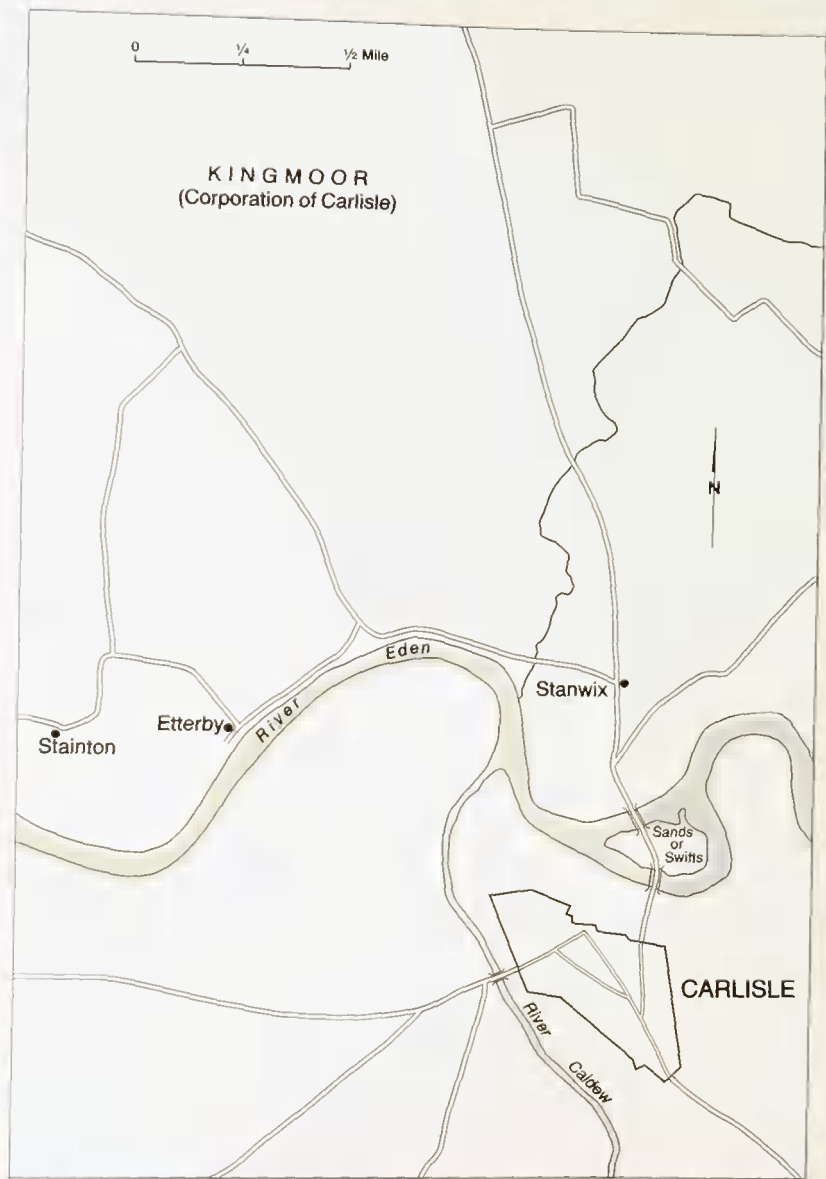 0 ¼ ½ Mile
KINGMOOR
(Corporation of Carlisle)
N
Eden
River
Stanwix
Etterby
Stainton
Sands
or
Swifts
CARLISLE
River
Caldew